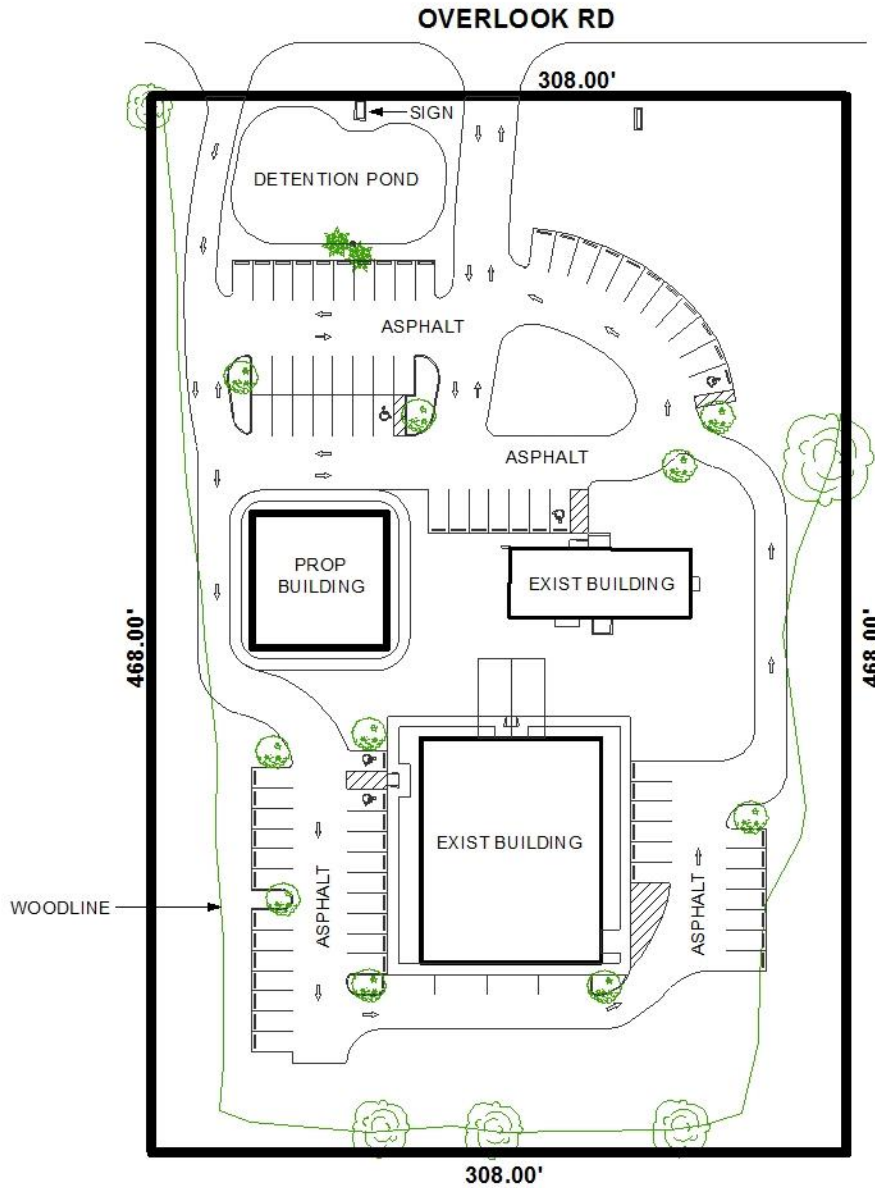 OVERLOOK RD
308.00'
SIGN
DETENTION POND
ASPHALT
ASPHALT
PROP
BUILDING
EXIST BUILDING
468.00'
468.00'
EXIST BUILDING
WOODLINE
ASPHALT
ASPHALT
308.00'